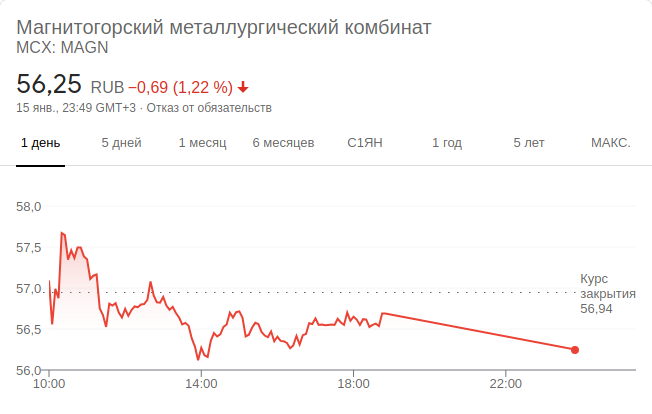 Магнитогорский металлургический комбинат
MCX: MAGN
56,25 RUB −0,69 (1,22 %)
15 янв., 23:49 GMT+3 · Отказ от обязательств
1 день 5 дней 1 месяц 6 месяцев С1ЯН 1 год 5 лет МАКС.
58,0
57,5
57,0
56,5
56,0
Курс
закрытия
56,94
10:00 14:00 18:00 22:00